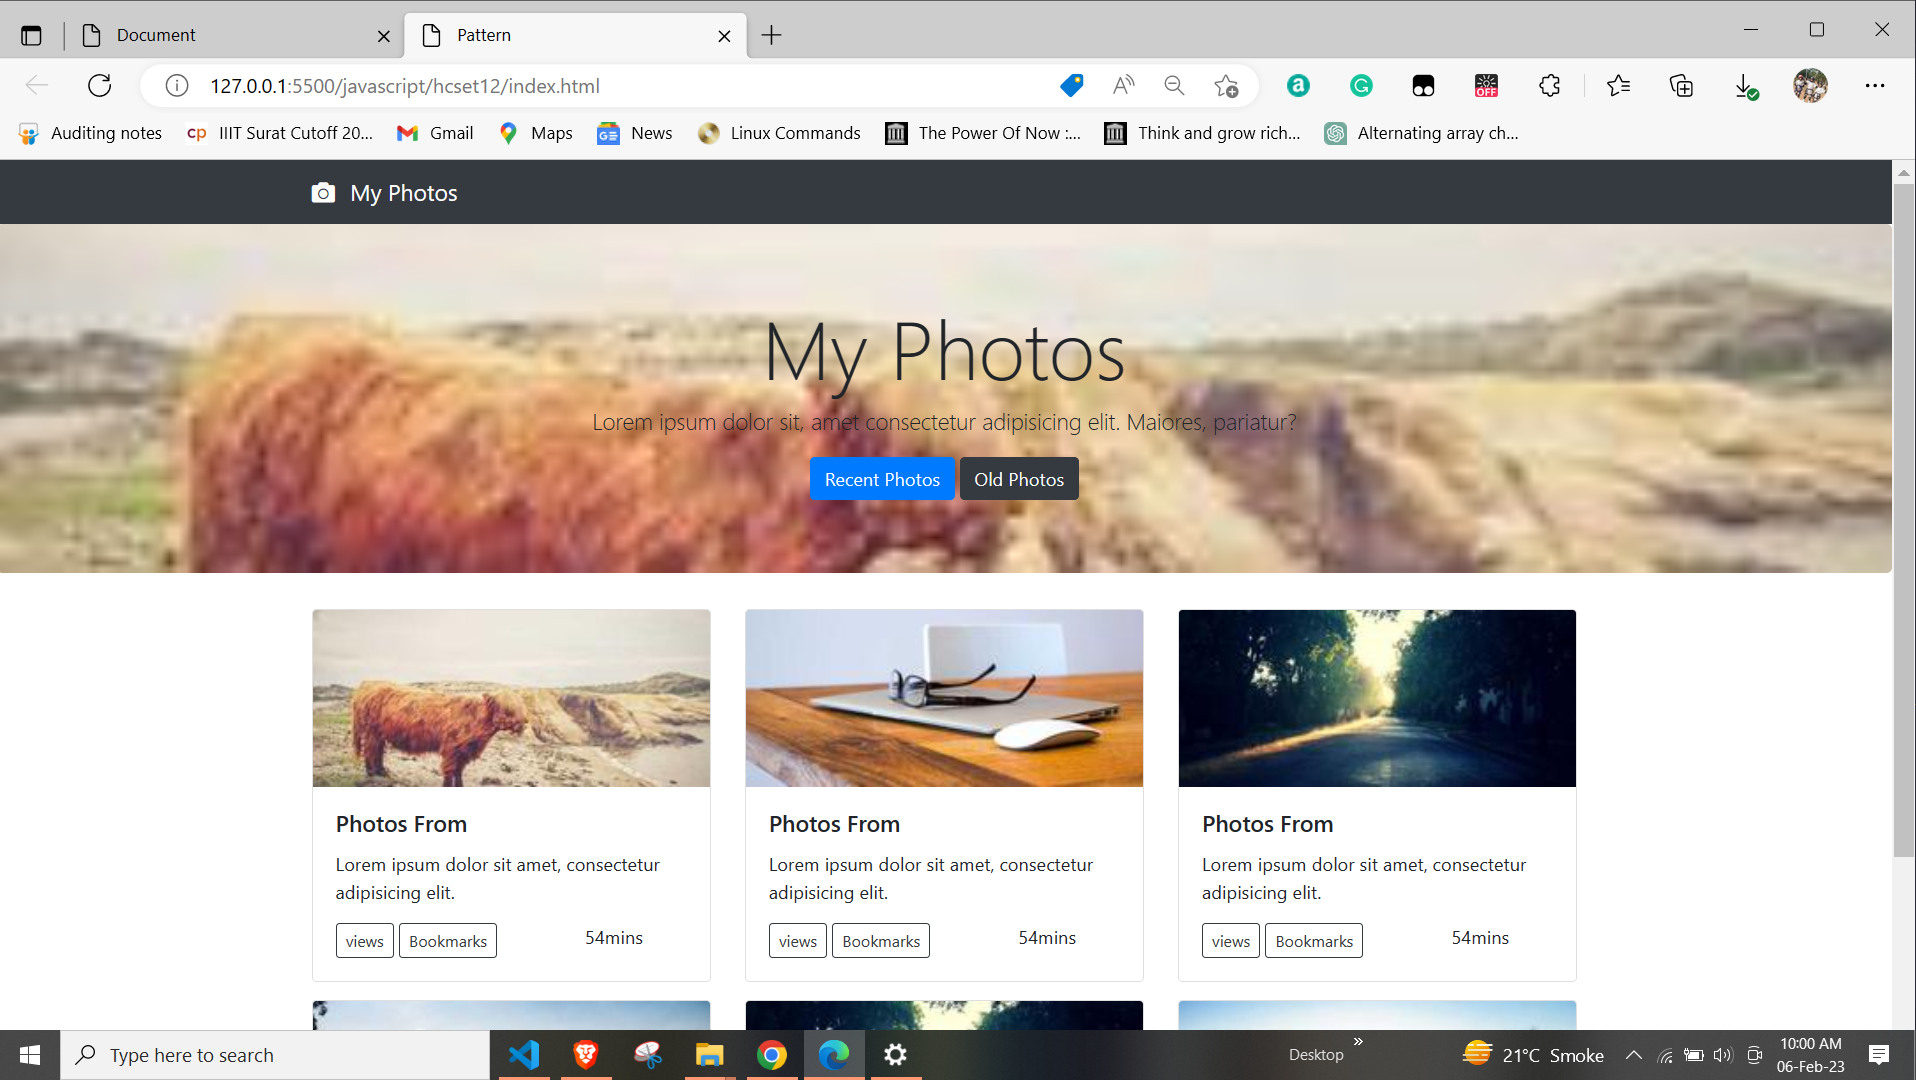 Document
Pattern
127.0.0.1:5500/javascript/hcset12/index.html
OFF
Auditing notes
cp IIIT Surat Cutoff 20...
Gmail
Maps
GE News
Linux Commands
The Power Of Now :...
Think and grow rich...
Alternating array ch...
My Photos
My Photos
Lorem ipsum dolor sit, amet consectetur adipisicing elit. Maiores, pariatur?
Recent Photos
Old Photos
Photos From
Lorem ipsum dolor sit amet, consectetur
adipisicing elit.
views
Bookmarks
54mins
Photos From
Lorem ipsum dolor sit amet, consectetur
adipisicing elit.
views
Bookmarks
54mins
Photos From
Lorem ipsum dolor sit amet, consectetur
adipisicing elit.
views
Bookmarks
54mins
Type here to search
Desktop
21°C Smoke
10:00 AM
06-Feb-23